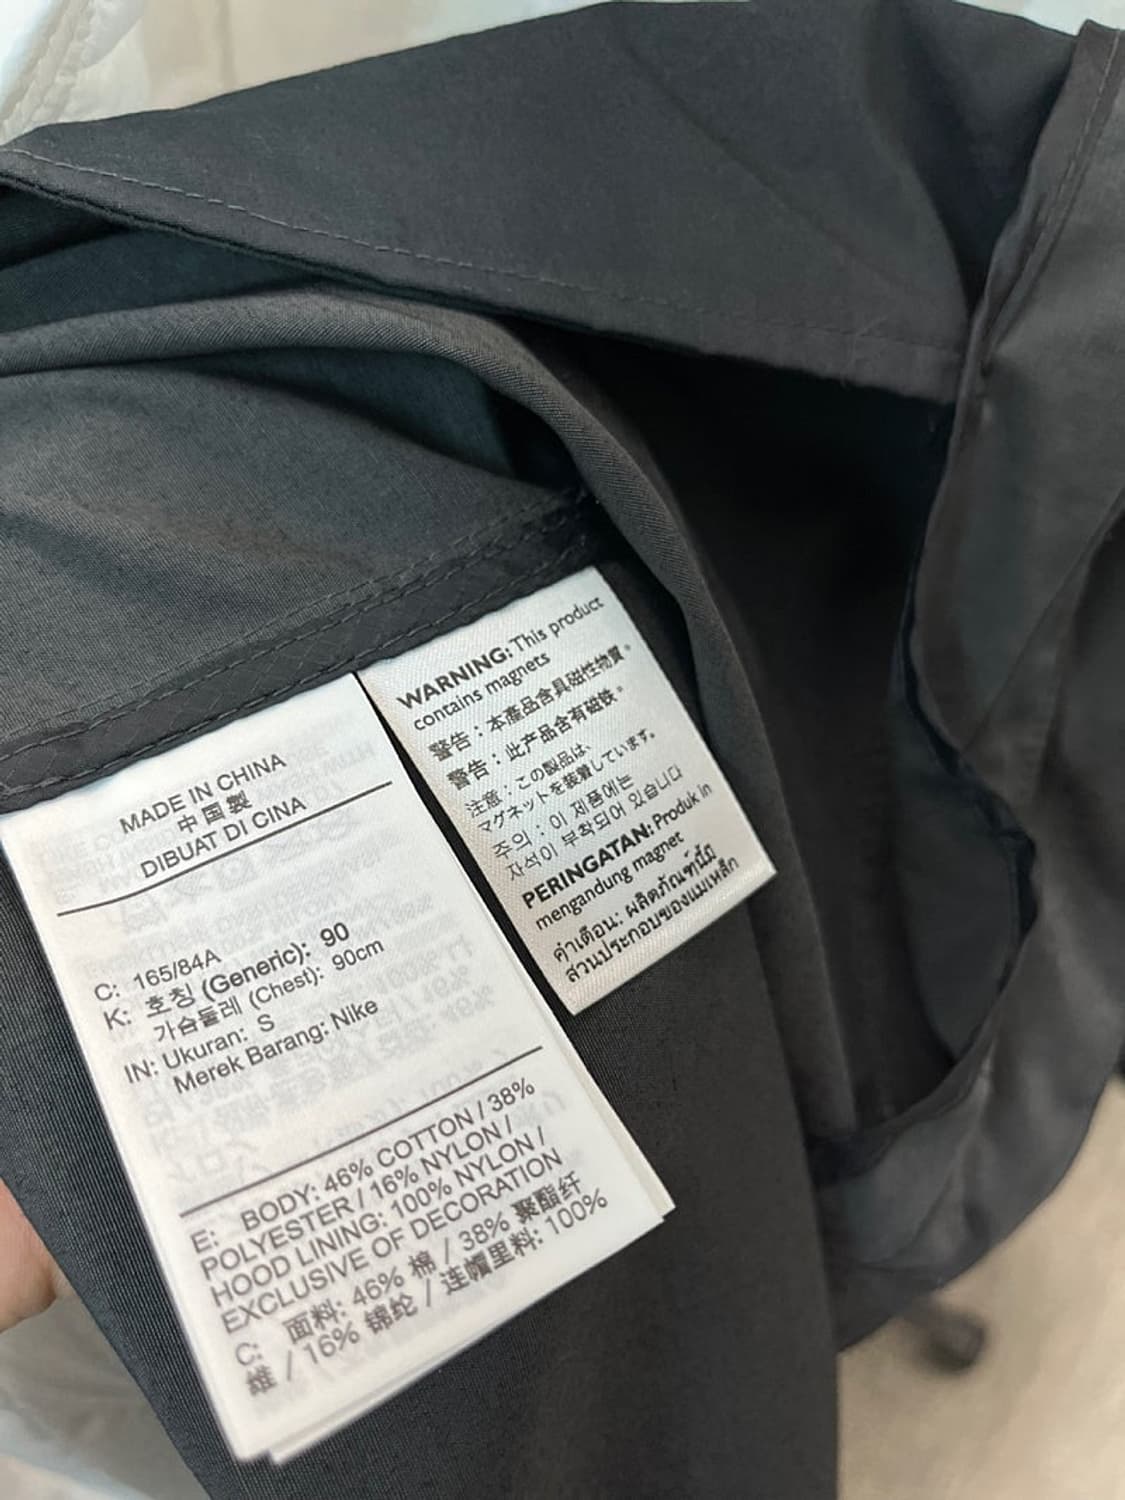 MADE IN CHINA
中国製
DIBUAT DI CINA
C: 165/84A
K: 호칭 (Generic): 90
가슴둘레 (Chest): 90cm
IN: Ukuran: S
Merek Barang: Nike
E: BODY: 46% COTTON / 38%
POLYESTER / 16% NYLON /
HOOD LINING: 100% NYLON /
EXCLUSIVE OF DECORATION
C: 面料: 46% 棉 / 38% 聚酯纤
维 / 16% 锦纶 / 连帽里料: 100%
WARNING: This product
contains magnets
警告：本產品含具磁性物質。
警告：此产品含有磁铁。
注意：この製品は、
マグネットを装着しています。
주의：이 제품에는
자석이 부착되어 있습니다
PERINGATAN: Produk in
mengandung magnet
คำเตือน: ผลิตภัณฑ์นี้มี
ส่วนประกอบของแม่เหล็ก